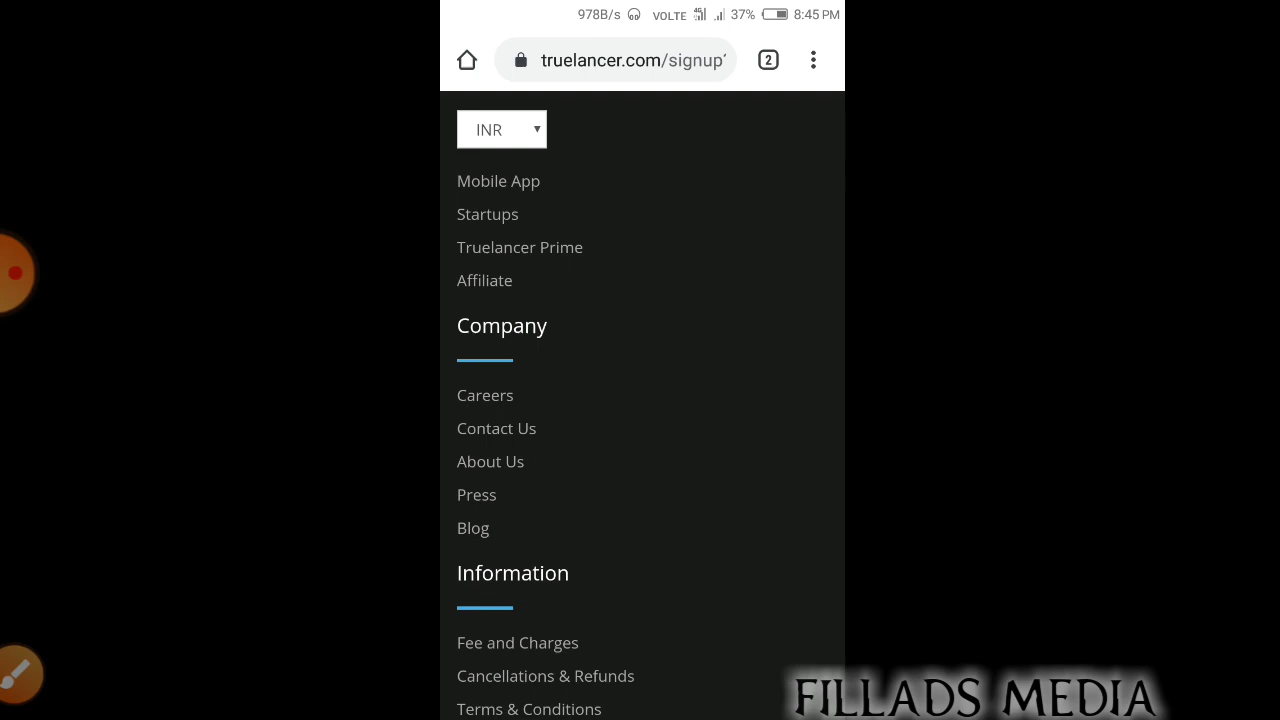 978B/s VOLTE 4G 37% 8:45 PM
truelancer.com/signup
2
INR
Mobile App
Startups
Truelancer Prime
Affiliate
Company
Careers
Contact Us
About Us
Press
Blog
Information
Fee and Charges
Cancellations & Refunds
Terms & Conditions
FILLADS MEDIA